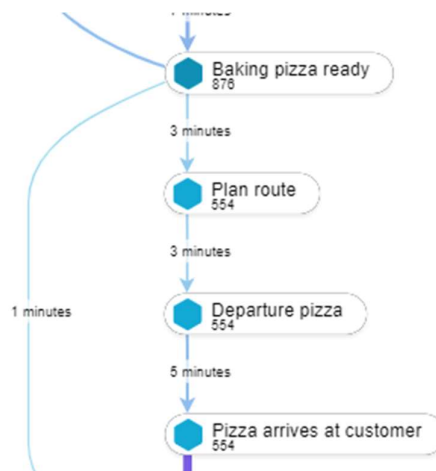 Baking pizza ready
876
3 minutes
Plan route
554
3 minutes
Departure pizza
554
1 minutes
5 minutes
Pizza arrives at customer
554